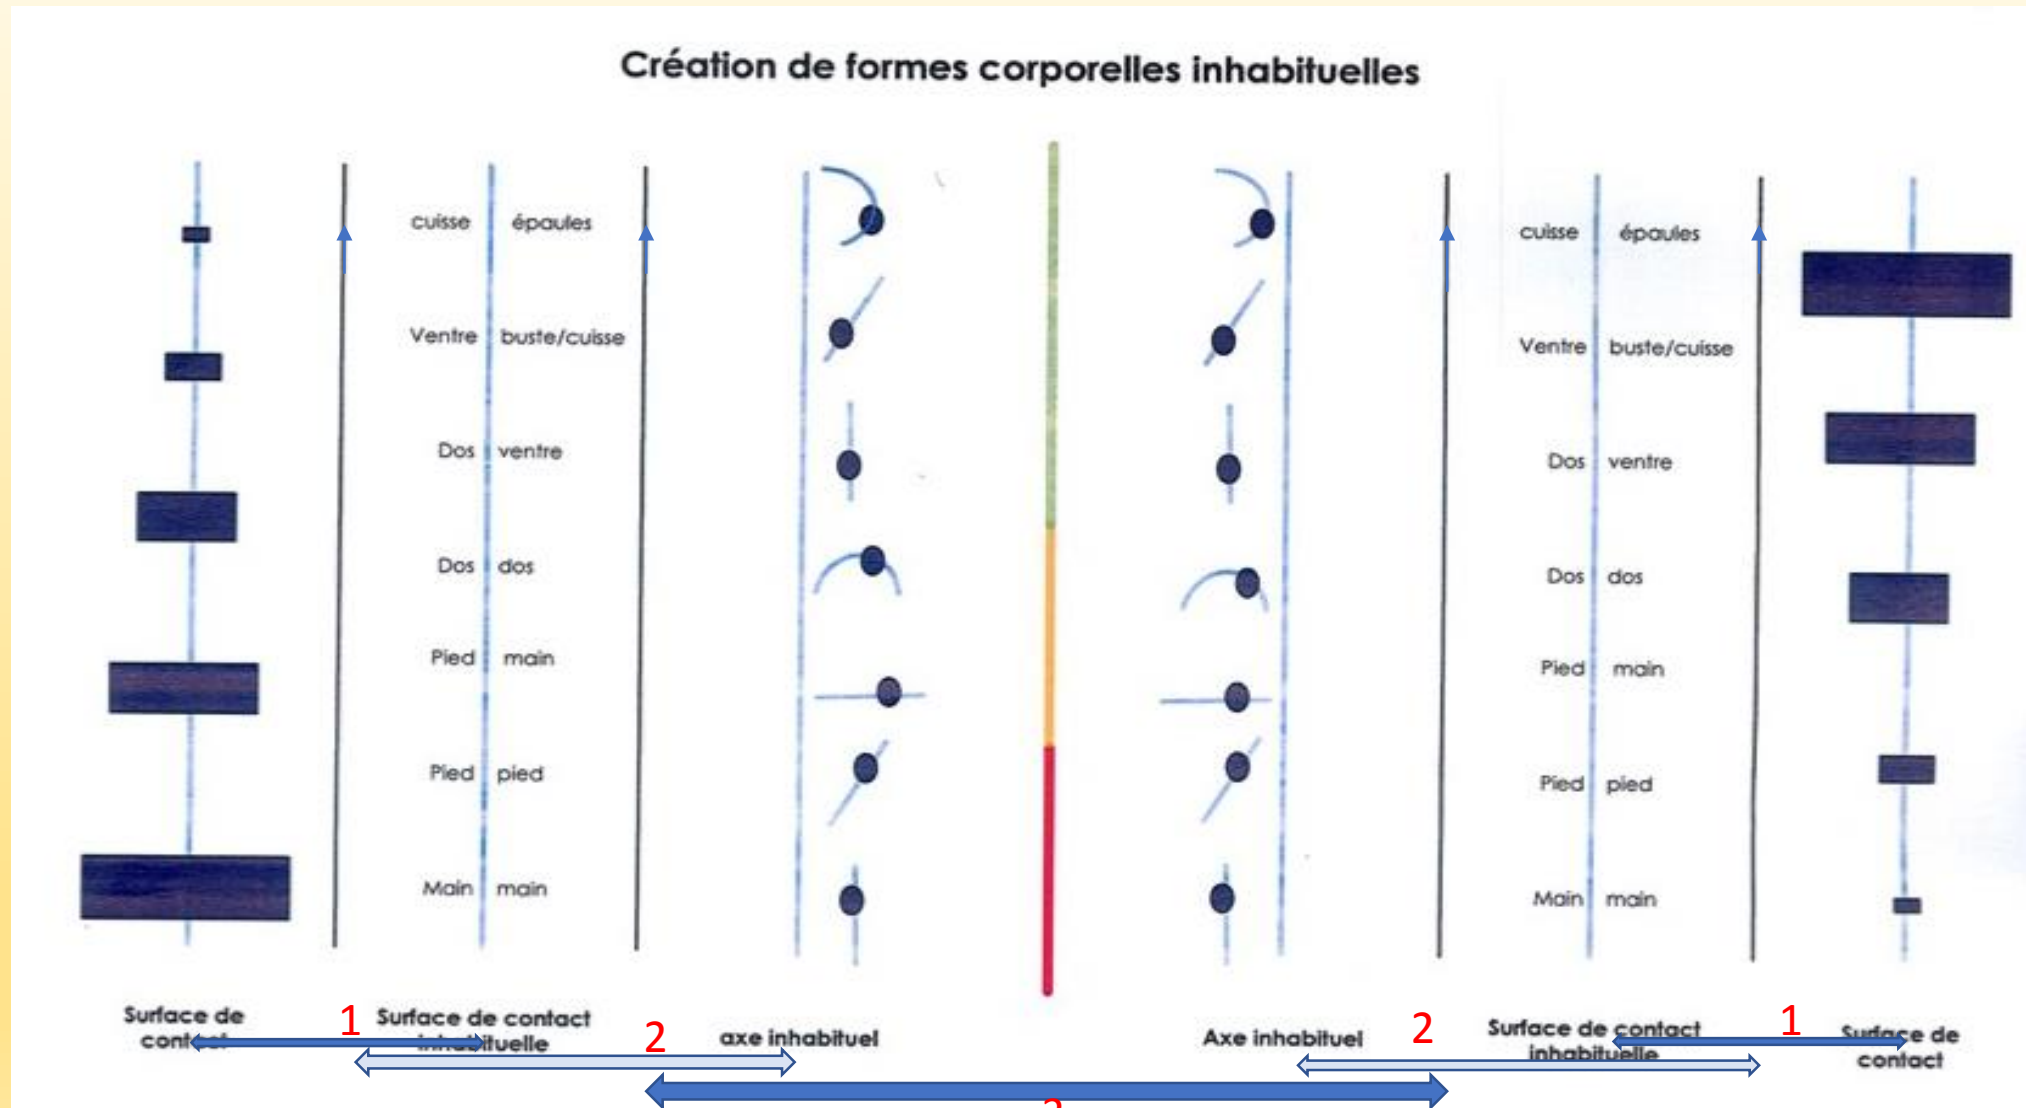 Création de formes corporelles inhabituelles
cuisse épaules
Ventre buste/cuisse
Dos ventre
Dos dos
Pied main
Pied pied
Main main
cuisse épaules
Ventre buste/cuisse
Dos ventre
Dos dos
Pied main
Pied pied
Main main
Surface de
contact
1
Surface de contact
inhabituelle
2
axe inhabituel
Axe inhabituel
2
Surface de contact
inhabituelle
1
Surface de
contact